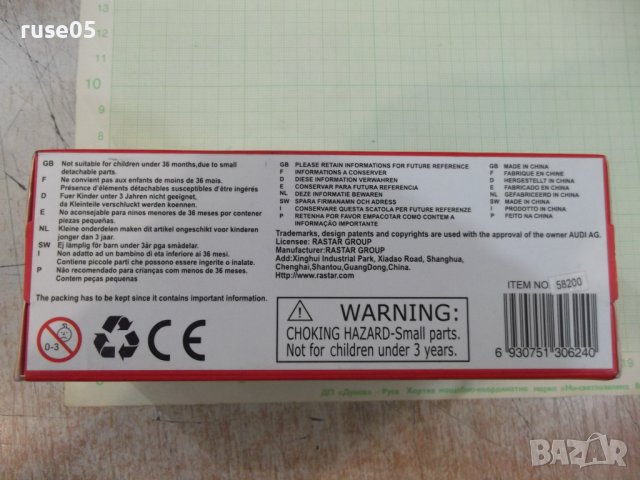 ruse05
GB Not suitable for children under 36 months,due to small
detachable parts.
F Ne convient pas aux enfants de moins de 36 mois.
Présence d'éléments détachables susceptibles d'être ingérés
D Fuer Kinder unter 3 Jahren nicht geeignet,
da Kleinteile verschluckt werden koennen.
E No aconsejable para ninos menores de 36 meses por contener
piezas pequenas.
NL Kleine onderdelen maken dit artikel ongeschikt voor kinderen
jonger dan 3 jaar.
SW Ej lämplig för barn under 3år pga smådelar.
I Non adatto ad un bambino di eta inferiore ai 36 mesi.
Contiene piccole parti che possono essere ingerite o inalate.
P Não recomendado para crianças com menos de 36 meses.
Contém peças pequenas
The packing has to be kept since it contains important information.
GB PLEASE RETAIN INFORMATIONS FOR FUTURE REFERENCE
F INFORMATIONS A CONSERVER
D DIESE INFORMATION VERWAHREN
E CONSERVAR PARA FUTURA REFERENCIA
NL DEZE INFORMATIE BEWAREN
SW SPARA FIRMANAMN OCH ADRESS
I CONSERVARE QUESTA SCATOLA PER FUTURE REFERENCE
P RETENHA POR FAVOR EMPACOTAR COMO CONTEM A
INFORMAÇÃO IMPORTANTE
GB MADE IN CHINA
F FABRIQUE EN CHINE
D HERGESTELLT IN CHINA
E FABRICADO EN CHINA
NL GEFABRICEERD IN CHINA
SW MADE IN CHINA
I PRODOTTO IN CHINA
P FEITO NA CHINA
Trademarks, design patents and copyrights are used with the approval of the owner AUDI AG.
Licensee: RASTAR GROUP
Manufacturer: RASTAR GROUP
Add:Xinghui Industrial Park, Xiadao Road, Shanghua,
Chenghai,Shantou,GuangDong,China.
www.rastar.com
ITEM NO. 58200
0-3
CE
WARNING:
CHOKING HAZARD-Small parts.
Not for children under 3 years.
6 930751 306240
BAZAR